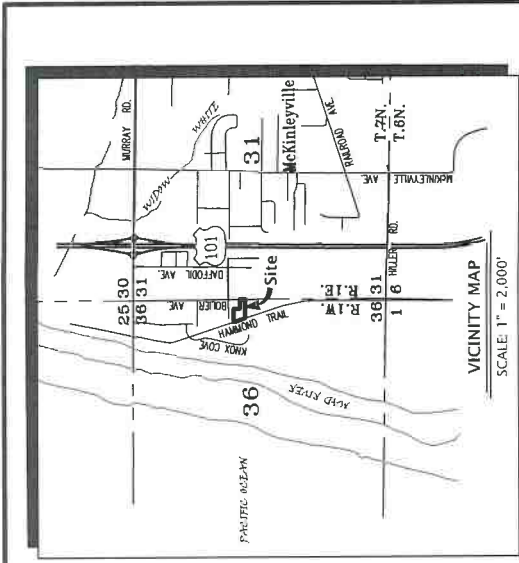 MURRAY RD.
WIDOW WHITE
25 30
36 31
31
McKinleyville
RAILROAD AVE.
101
DAFFODIL AVE.
BOLIER AVE
Site
HAMMOND TRAIL
KNOX COVE
36
MAD RIVER
PACIFIC OCEAN
T.7N.
T.6N.
MCKINLEYVILLE AVE
HILLER RD.
R.1W. R.1E.
36 31
1 6
VICINITY MAP
SCALE: 1" = 2,000'